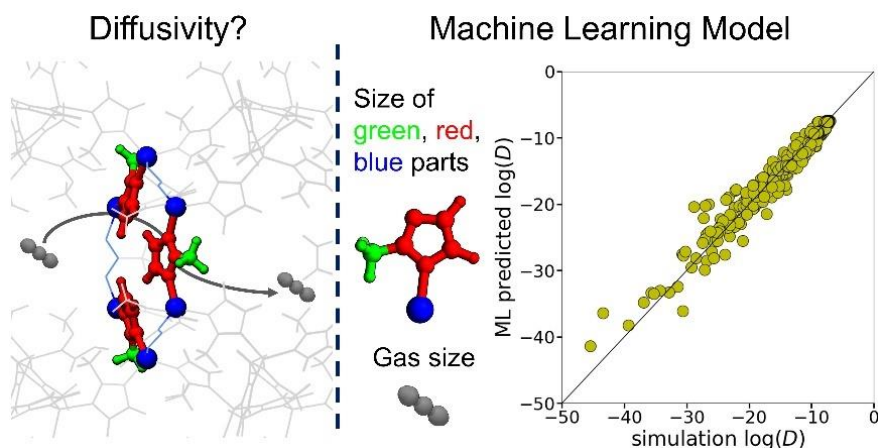 Diffusivity?
Machine Learning Model
Size of
green, red,
blue parts
Gas size
ML predicted log(D)
0
−10
−20
−30
−40
−50
−50
−40
−30
−20
−10
0
simulation log(D)